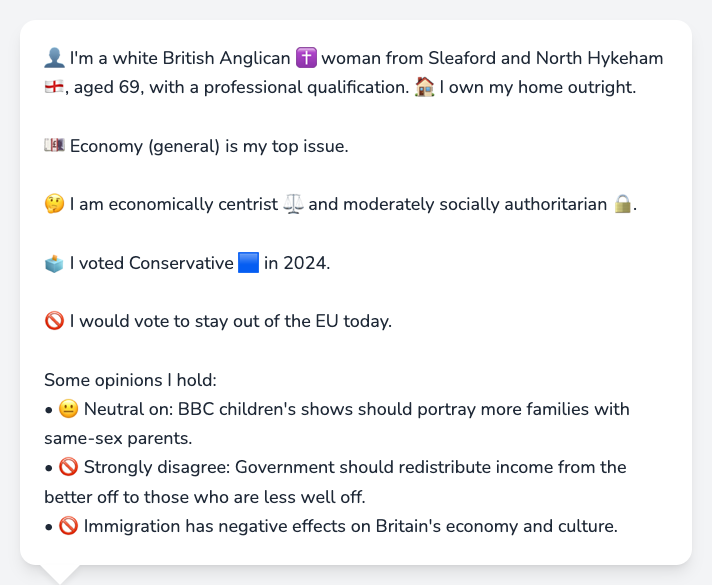 👤 I'm a white British Anglican ✝️ woman from Sleaford and North Hykeham
🏴󠁧󠁢󠁥󠁮󠁧󠁿, aged 69, with a professional qualification. 🏠 I own my home outright.
💷 Economy (general) is my top issue.
🤔 I am economically centrist ⚖️ and moderately socially authoritarian 🔒.
🗳️ I voted Conservative 🟦 in 2024.
🚫 I would vote to stay out of the EU today.
Some opinions I hold:
• 😐 Neutral on: BBC children's shows should portray more families with
same-sex parents.
• 🚫 Strongly disagree: Government should redistribute income from the
better off to those who are less well off.
• 🚫 Immigration has negative effects on Britain's economy and culture.